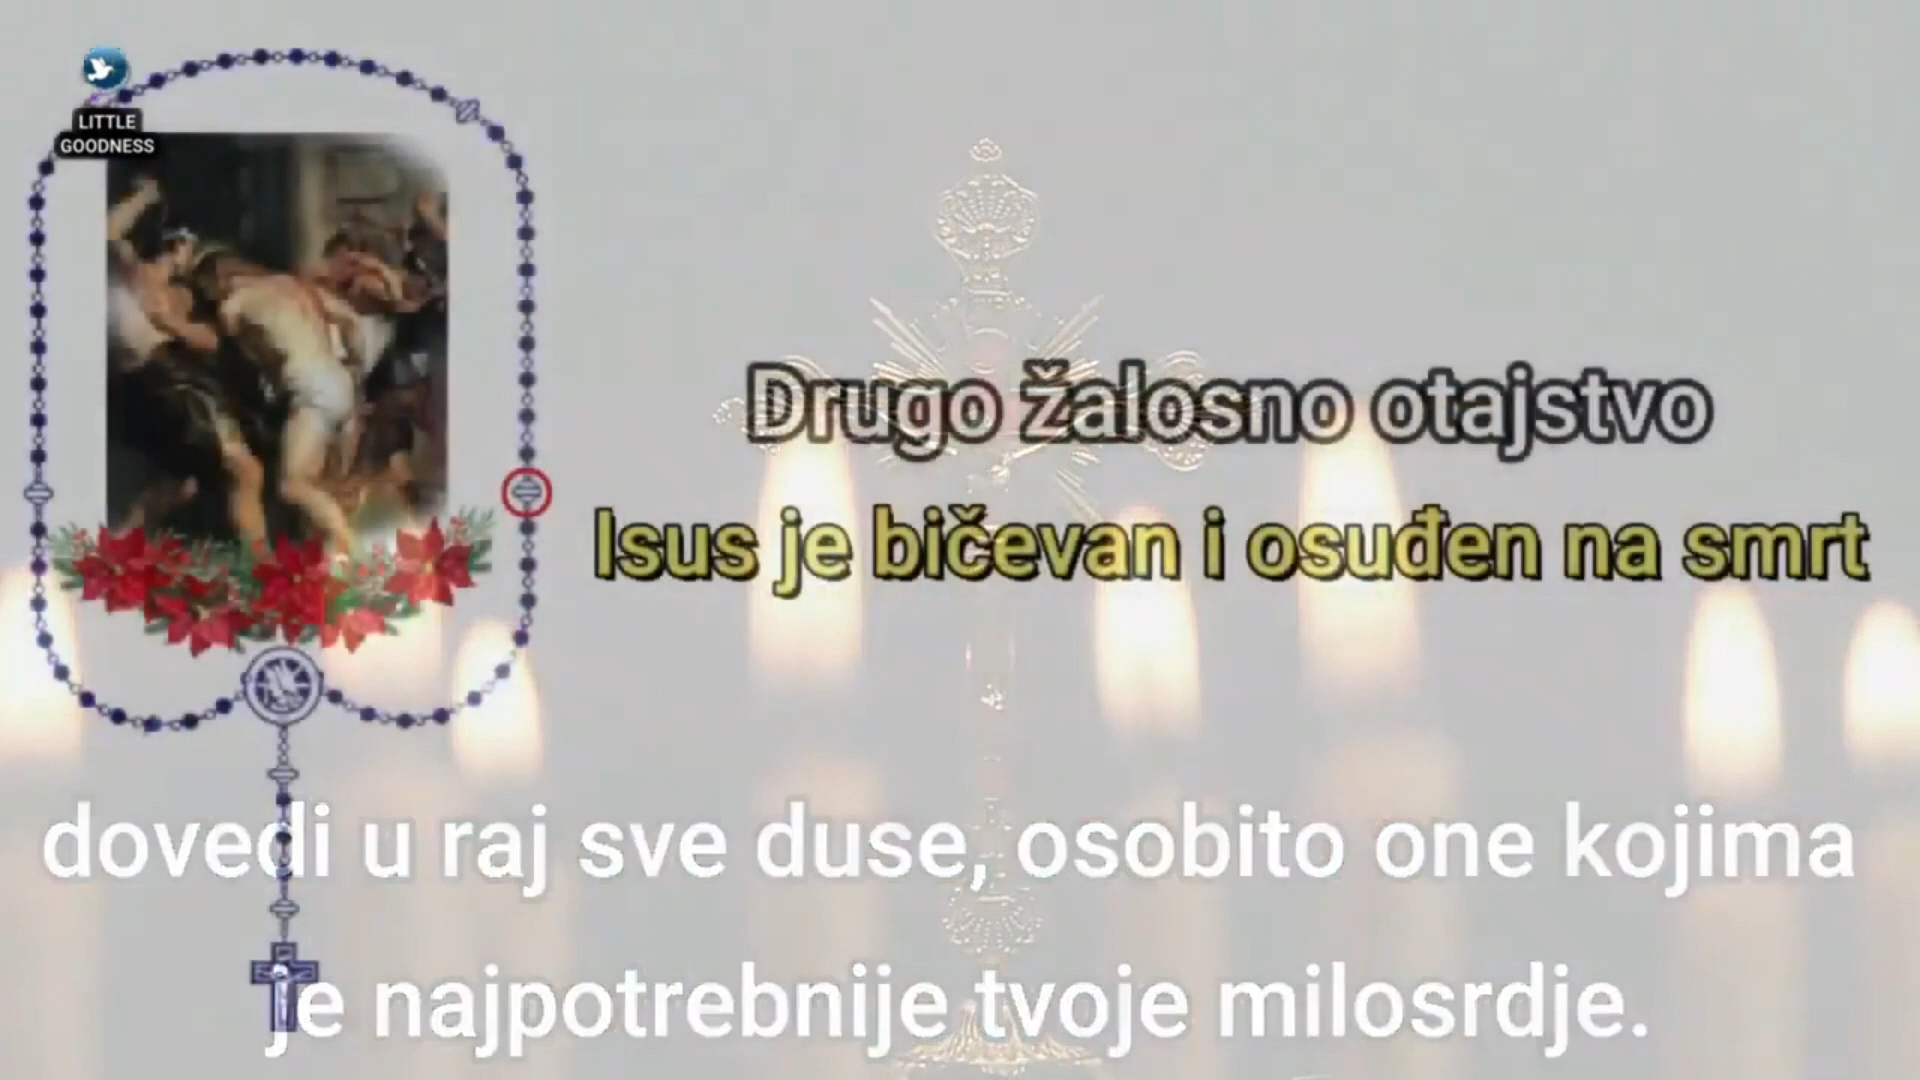 LITTLE
GOODNESS
Drugo žalosno otajstvo
Isus je bičevan i osuđen na smrt
dovedi u raj sve duse, osobito one kojima
je najpotrebnije tvoje milosrdje.